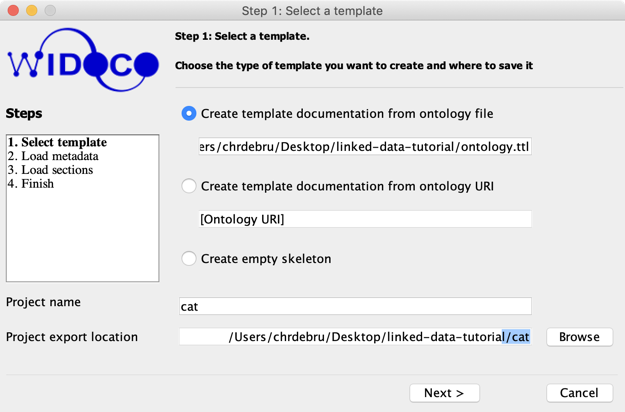 Step 1: Select a template
WIDOCO
Step 1: Select a template.
Choose the type of template you want to create and where to save it
Steps
1. Select template
2. Load metadata
3. Load sections
4. Finish
Create template documentation from ontology file
ers/chrdebru/Desktop/linked-data-tutorial/ontology.ttl
Create template documentation from ontology URI
[Ontology URI]
Create empty skeleton
Project name
cat
Project export location
/Users/chrdebru/Desktop/linked-data-tutorial/cat
Browse
Next >
Cancel